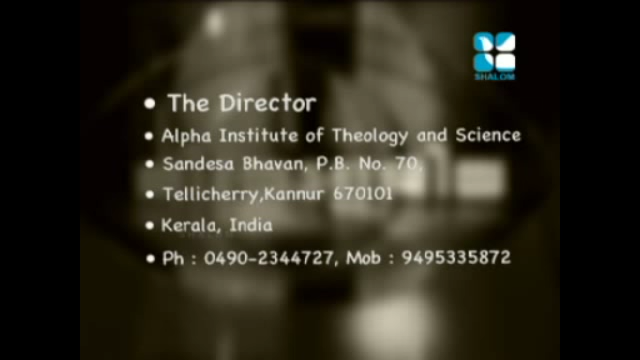 SHALOM
• The Director
• Alpha Institute of Theology and Science
• Sandesa Bhavan, P.B. No. 70,
• Tellicherry,Kannur 670101
• Kerala, India
• Ph : 0490-2344727, Mob : 9495335872